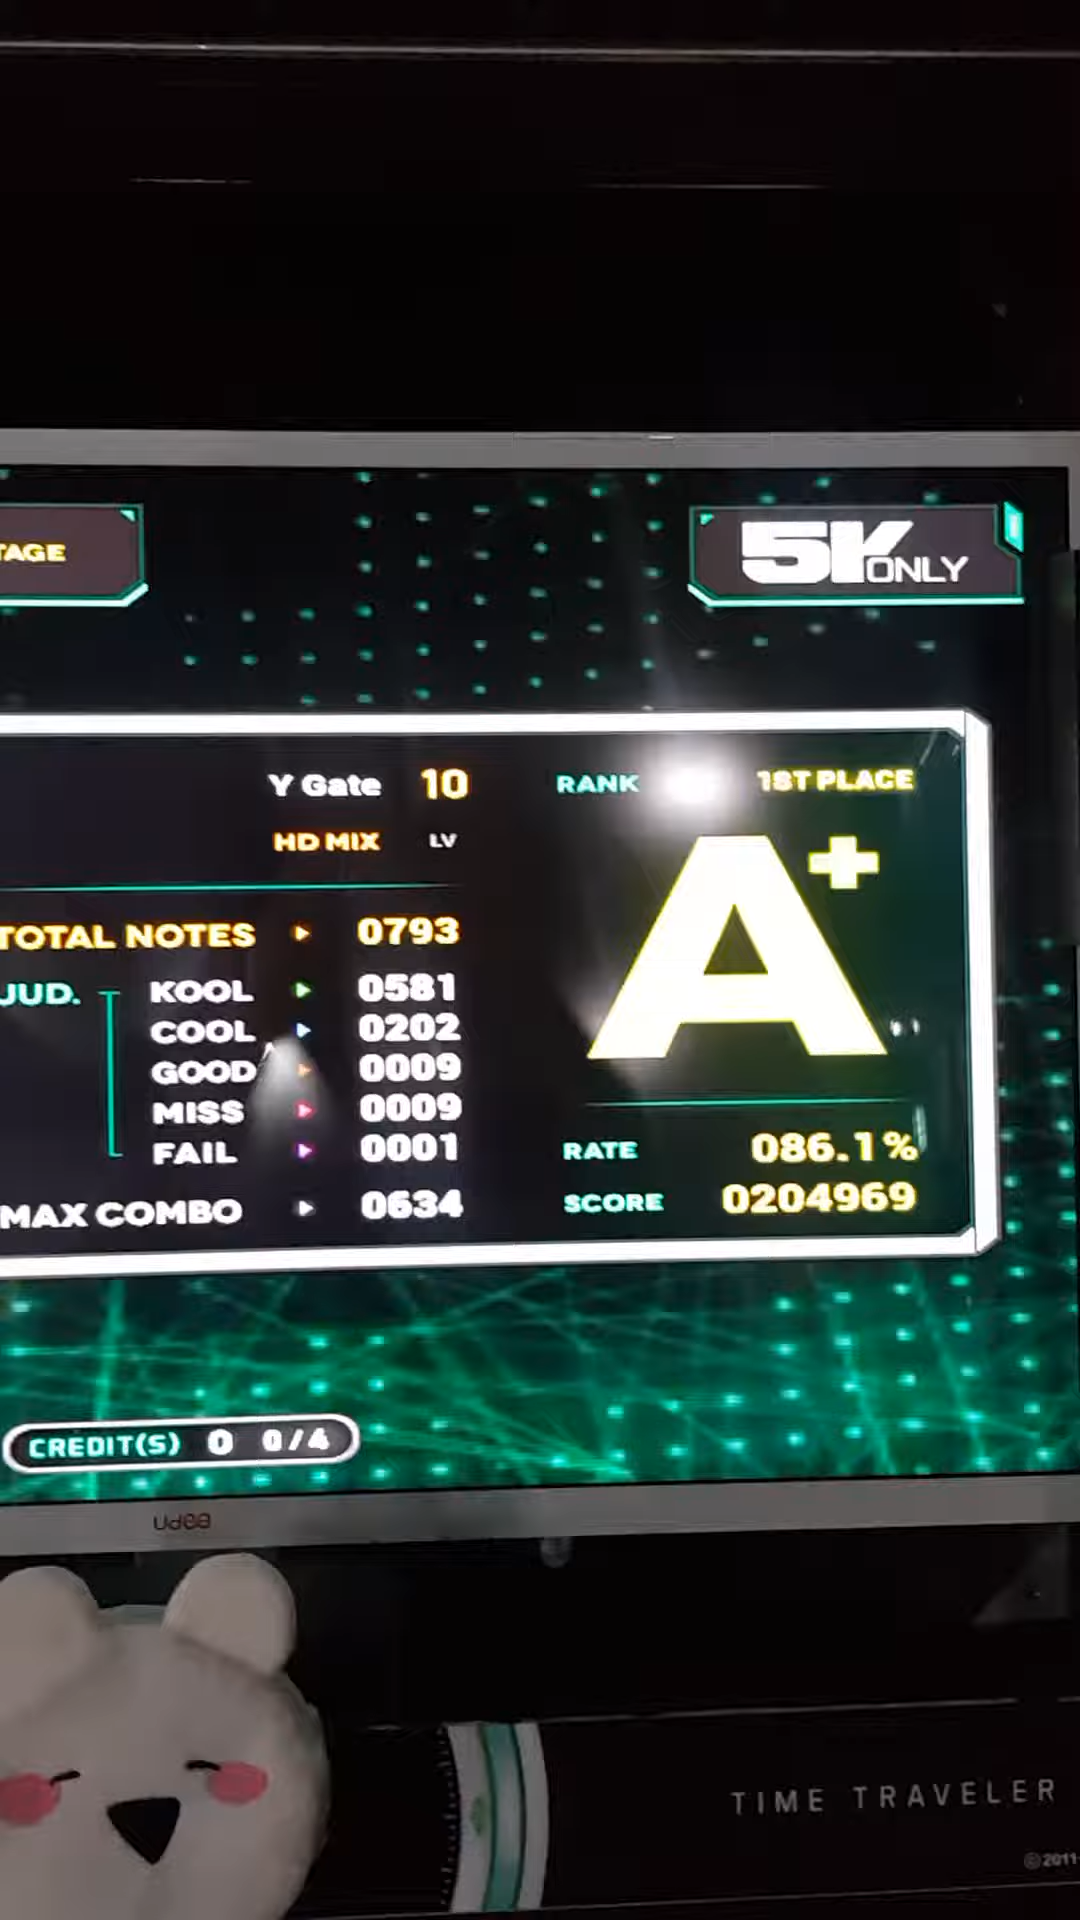 TAGE
5K ONLY
Y Gate 10
HD MIX LV
RANK 1ST PLACE
A+
TOTAL NOTES 0793
JUD.
KOOL 0581
COOL 0202
GOOD 0009
MISS 0009
FAIL 0001
MAX COMBO 0634
RATE 086.1%
SCORE 0204969
CREDIT(S) 0 0/4
TIME TRAVELER
©2011